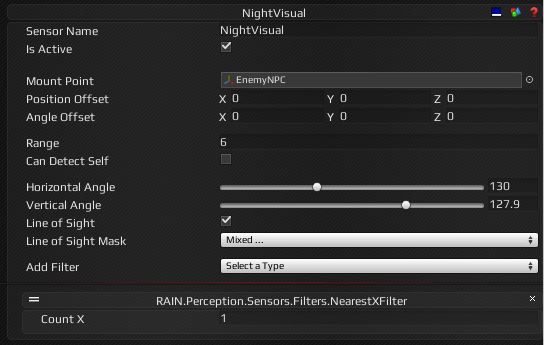 NightVisual
Sensor Name NightVisual
Is Active
Mount Point EnemyNPC
Position Offset X 0 Y 0 Z 0
Angle Offset X 0 Y 0 Z 0
Range 6
Can Detect Self
Horizontal Angle 130
Vertical Angle 127.9
Line of Sight
Line of Sight Mask Mixed ...
Add Filter Select a Type
RAIN.Perception.Sensors.Filters.NearestXFilter
Count X 1